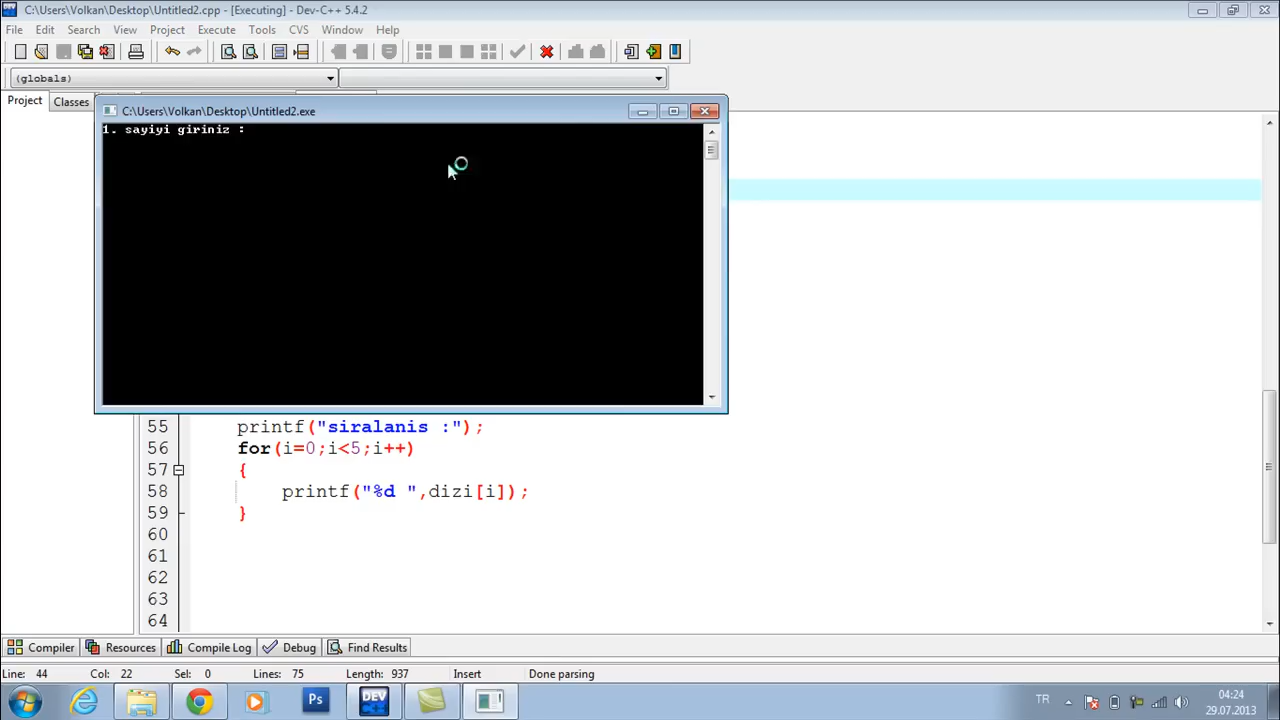 C:\Users\Volkan\Desktop\Untitled2.cpp - [Executing] - Dev-C++ 5.4.2
File Edit Search View Project Execute Tools CVS Window Help
(globals)
Project Classes
C:\Users\Volkan\Desktop\Untitled2.exe
1. sayiyi giriniz :
55 printf("siralanis :");
56 for(i=0;i<5;i++)
57 {
58 printf("%d ",dizi[i]);
59 }
60
61
62
63
64
Compiler Resources Compile Log Debug Find Results
Line: 44 Col: 22 Sel: 0 Lines: 75 Length: 937 Insert Done parsing
Ps DEV TR 04:24
29.07.2013